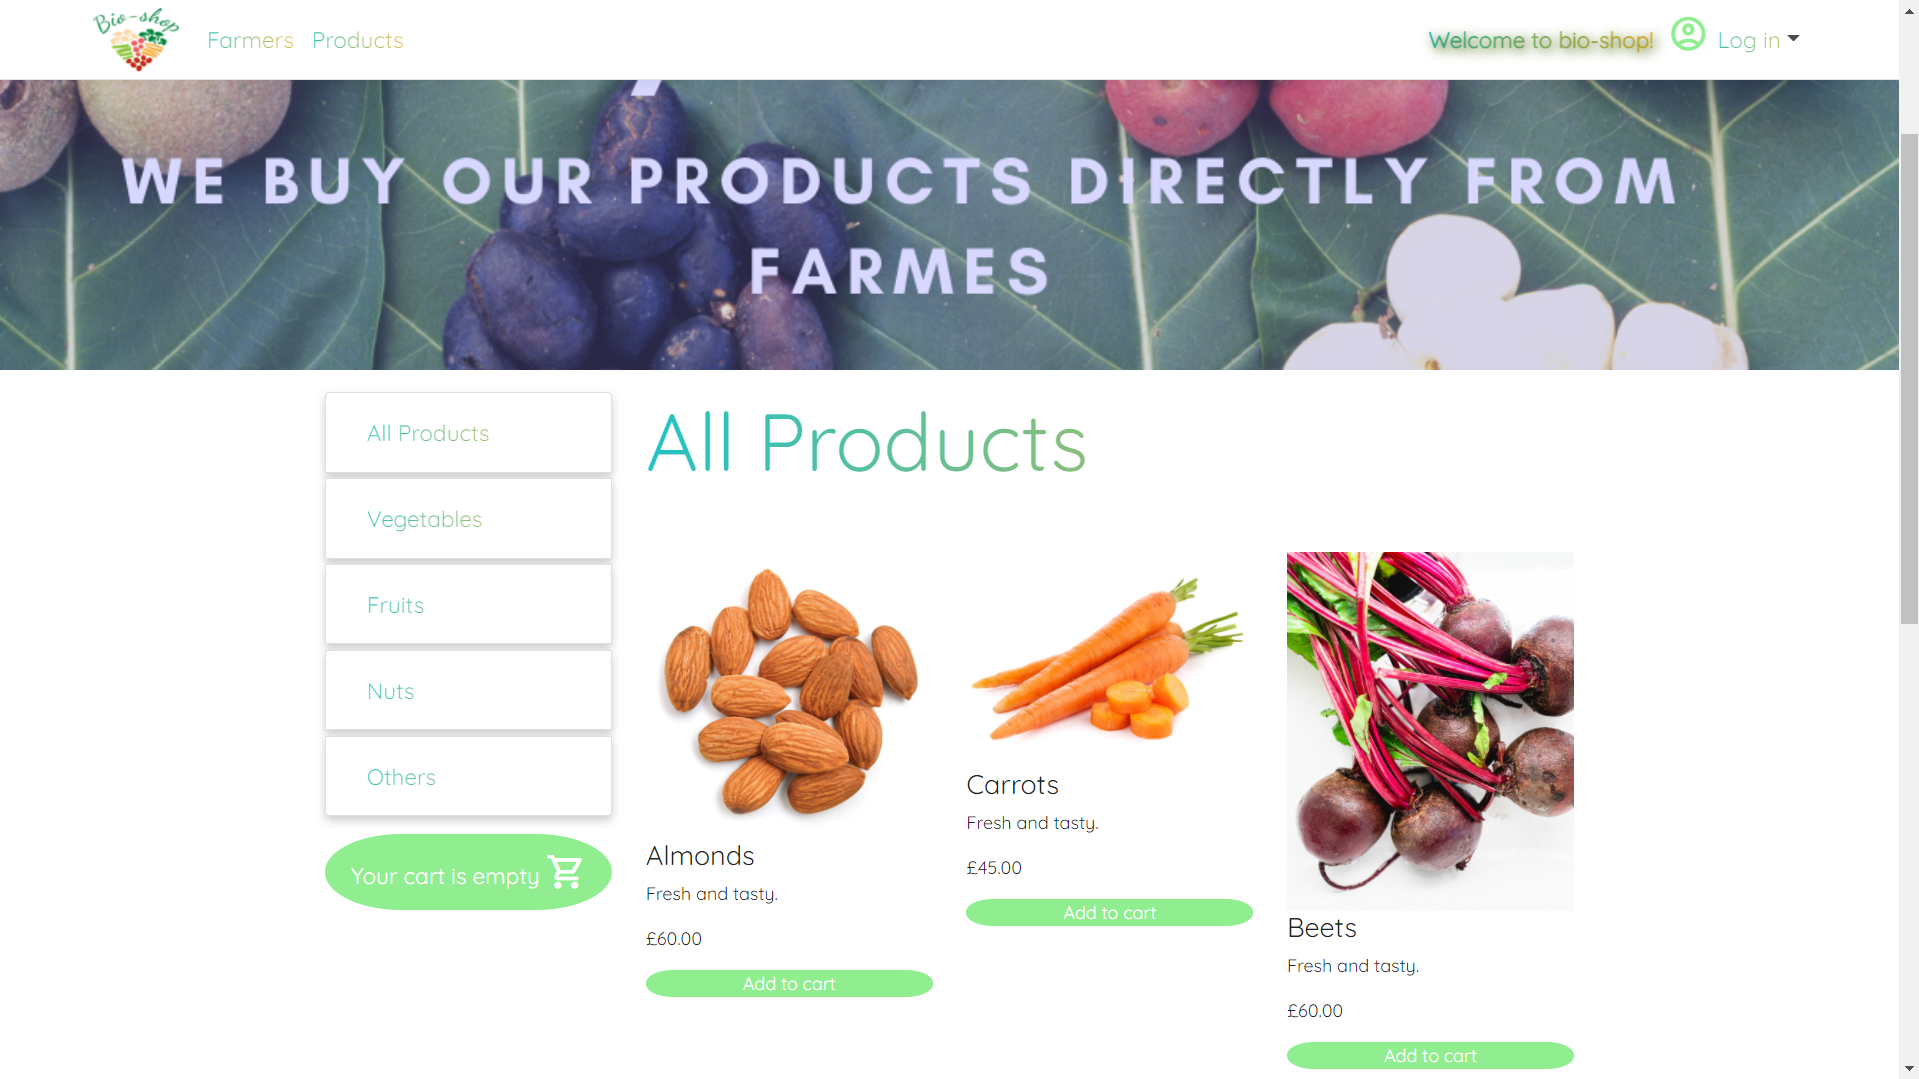 Bio-shop
Farmers Products
Welcome to bio-shop! Log in
WE BUY OUR PRODUCTS DIRECTLY FROM
FARMES
All Products
Vegetables
Fruits
Nuts
Others
Your cart is empty
All Products
Almonds
Fresh and tasty.
£60.00
Add to cart
Carrots
Fresh and tasty.
£45.00
Add to cart
Beets
Fresh and tasty.
£60.00
Add to cart